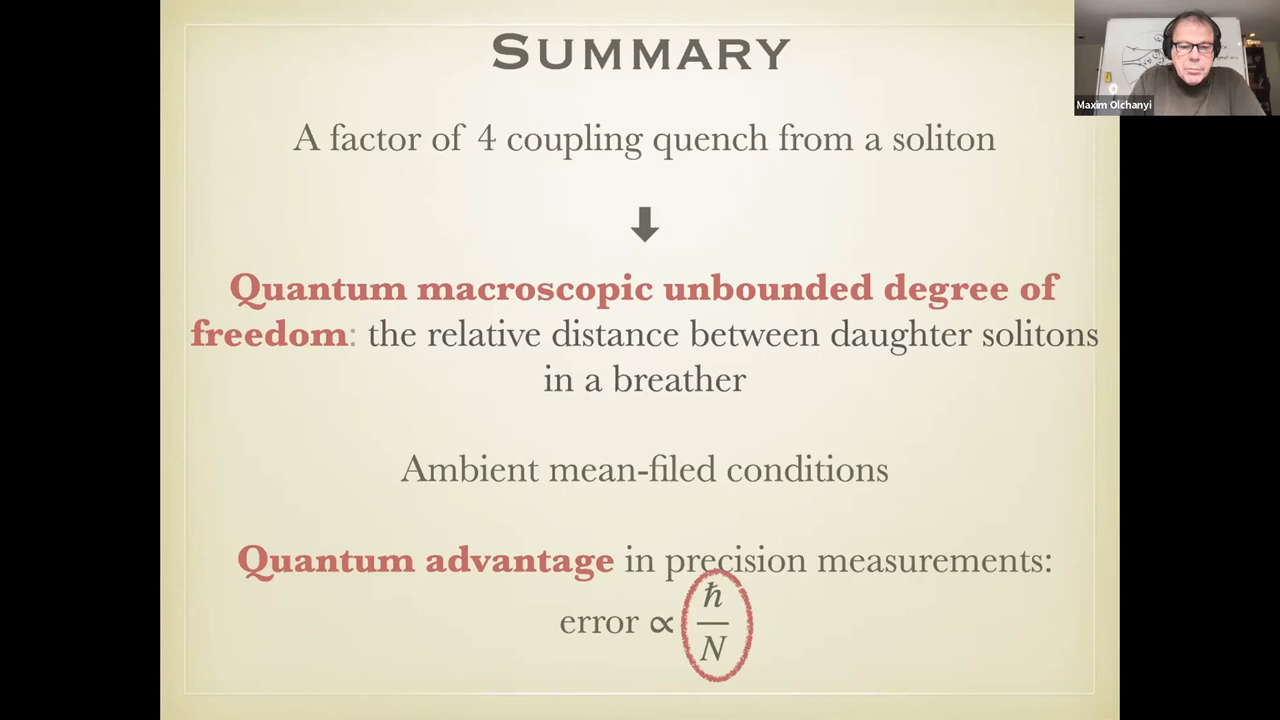 SUMMARY
Maxim Olchanyi
A factor of 4 coupling quench from a soliton
Quantum macroscopic unbounded degree of
freedom: the relative distance between daughter solitons
in a breather
Ambient mean-filed conditions
Quantum advantage in precision measurements:
error ∝ ħ/N